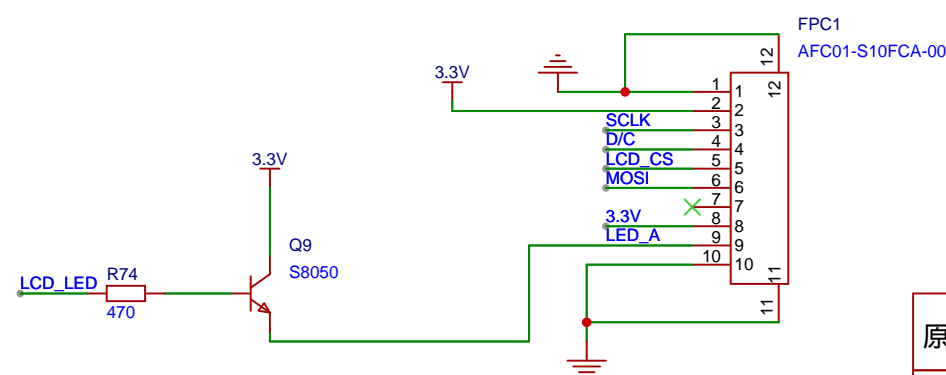 FPC1
AFC01-S10FCA-00
12
12
3.3V
1 1
2 2
SCLK 3 3
D/C 4 4
LCD_CS 5 5
MOSI 6 6
7 7
3.3V 8 8
LED_A 9 9
10 10
11
11
3.3V
Q9
S8050
LCD_LED
R74
470
原